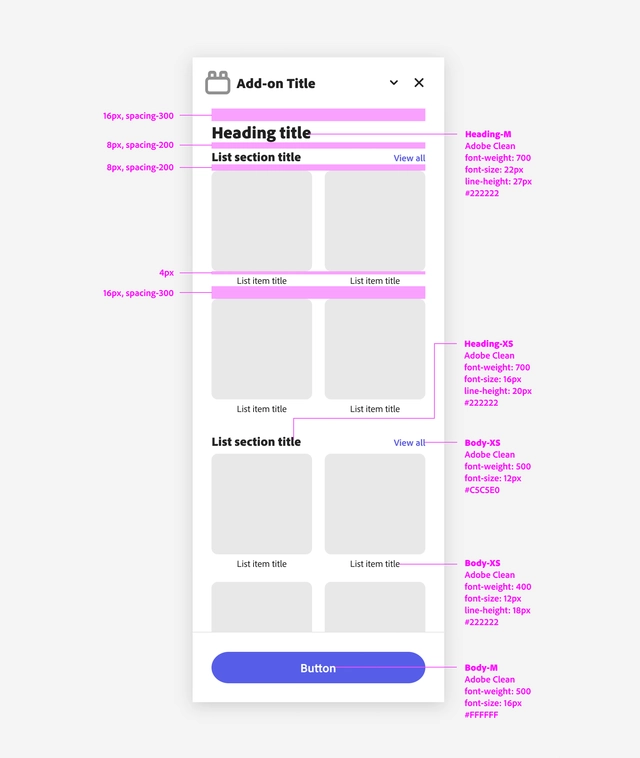 Add-on Title
16px, spacing-300
Heading title
Heading-M
Adobe Clean
font-weight: 700
font-size: 22px
line-height: 27px
#222222
8px, spacing-200
List section title
View all
8px, spacing-200
4px
List item title
List item title
16px, spacing-300
Heading-XS
Adobe Clean
font-weight: 700
font-size: 16px
line-height: 20px
#222222
List item title
List item title
List section title
View all
Body-XS
Adobe Clean
font-weight: 500
font-size: 12px
#C5C5E0
List item title
List item title
Body-XS
Adobe Clean
font-weight: 400
font-size: 12px
line-height: 18px
#222222
Button
Body-M
Adobe Clean
font-weight: 500
font-size: 16px
#FFFFFF